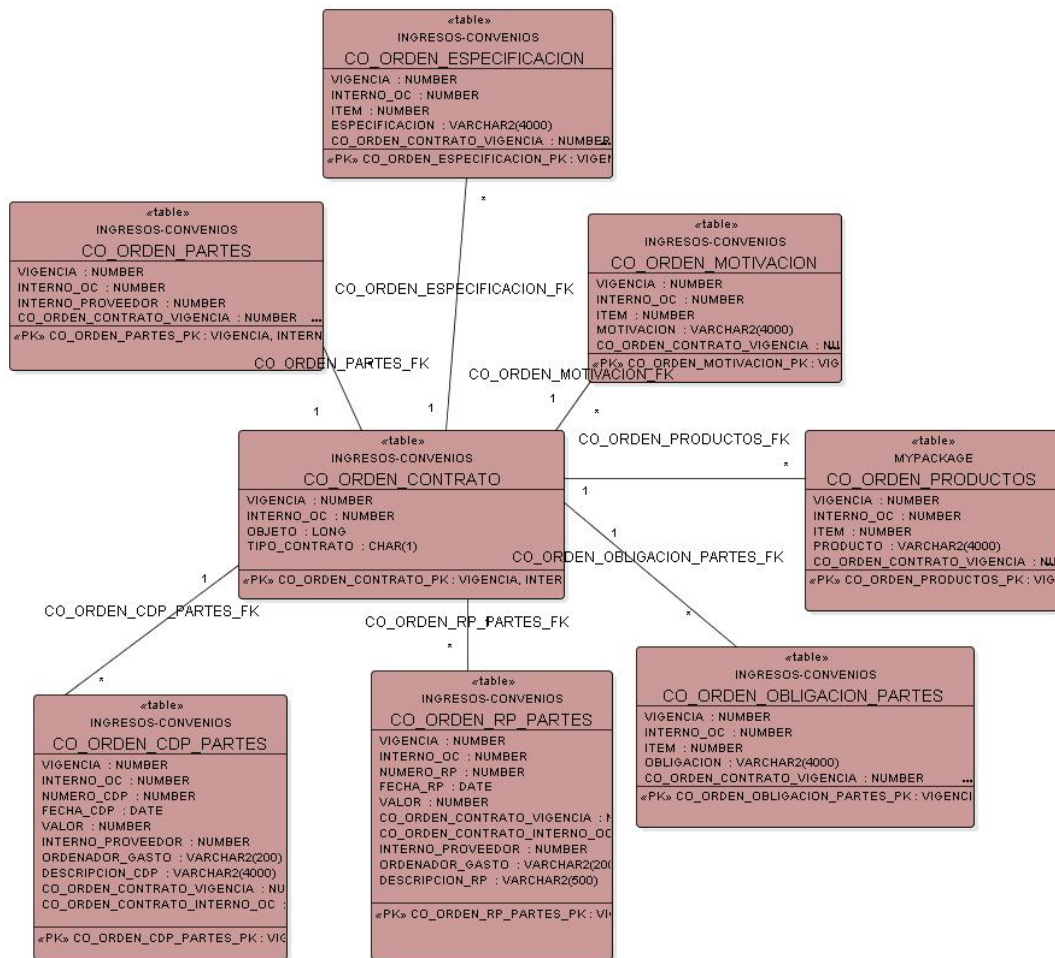 «table»
INGRESOS-CONVENIOS
CO_ORDEN_ESPECIFICACION
VIGENCIA : NUMBER
INTERNO_OC : NUMBER
ITEM : NUMBER
ESPECIFICACION : VARCHAR2(4000)
CO_ORDEN_CONTRATO_VIGENCIA : NUMBER...
«PK» CO_ORDEN_ESPECIFICACION_PK : VIGEN
*
«table»
INGRESOS-CONVENIOS
CO_ORDEN_PARTES
VIGENCIA : NUMBER
INTERNO_OC : NUMBER
INTERNO_PROVEEDOR : NUMBER
CO_ORDEN_CONTRATO_VIGENCIA : NUMBER ...
«PK» CO_ORDEN_PARTES_PK : VIGENCIA, INTERN
«table»
INGRESOS-CONVENIOS
CO_ORDEN_MOTIVACION
VIGENCIA : NUMBER
INTERNO_OC : NUMBER
ITEM : NUMBER
MOTIVACION : VARCHAR2(4000)
CO_ORDEN_CONTRATO_VIGENCIA : NU...
«PK» CO_ORDEN_MOTIVACION_PK : VIG
CO_ORDEN_ESPECIFICACION_FK
CO_ORDEN_PARTES_FK
*
CO_ORDEN_MOTIVACION_FK
1
1
1
*
CO_ORDEN_PRODUCTOS_FK
«table»
INGRESOS-CONVENIOS
CO_ORDEN_CONTRATO
VIGENCIA : NUMBER
INTERNO_OC : NUMBER
OBJETO : LONG
TIPO_CONTRATO : CHAR(1)
«PK» CO_ORDEN_CONTRATO_PK : VIGENCIA, INTER
1
*
«table»
MYPACKAGE
CO_ORDEN_PRODUCTOS
VIGENCIA : NUMBER
INTERNO_OC : NUMBER
ITEM : NUMBER
PRODUCTO : VARCHAR2(4000)
CO_ORDEN_CONTRATO_VIGENCIA : NU...
«PK» CO_ORDEN_PRODUCTOS_PK : VIG
1
CO_ORDEN_OBLIGACION_PARTES_FK
*
1
CO_ORDEN_CDP_PARTES_FK
*
CO_ORDEN_RP_PARTES_FK
1
*
«table»
INGRESOS-CONVENIOS
CO_ORDEN_CDP_PARTES
VIGENCIA : NUMBER
INTERNO_OC : NUMBER
NUMERO_CDP : NUMBER
FECHA_CDP : DATE
VALOR : NUMBER
INTERNO_PROVEEDOR : NUMBER
ORDENADOR_GASTO : VARCHAR2(200)
DESCRIPCION_CDP : VARCHAR2(4000)
CO_ORDEN_CONTRATO_VIGENCIA : NU
CO_ORDEN_CONTRATO_INTERNO_OC :
«PK» CO_ORDEN_CDP_PARTES_PK : VIG
«table»
INGRESOS-CONVENIOS
CO_ORDEN_RP_PARTES
VIGENCIA : NUMBER
INTERNO_OC : NUMBER
NUMERO_RP : NUMBER
FECHA_RP : DATE
VALOR : NUMBER
CO_ORDEN_CONTRATO_VIGENCIA : N
CO_ORDEN_CONTRATO_INTERNO_OC
INTERNO_PROVEEDOR : NUMBER
ORDENADOR_GASTO : VARCHAR2(200
DESCRIPCION_RP : VARCHAR2(500)
«PK» CO_ORDEN_RP_PARTES_PK : VI
«table»
INGRESOS-CONVENIOS
CO_ORDEN_OBLIGACION_PARTES
VIGENCIA : NUMBER
INTERNO_OC : NUMBER
ITEM : NUMBER
OBLIGACION : VARCHAR2(4000)
CO_ORDEN_CONTRATO_VIGENCIA : NUMBER ...
«PK» CO_ORDEN_OBLIGACION_PARTES_PK : VIGENCI